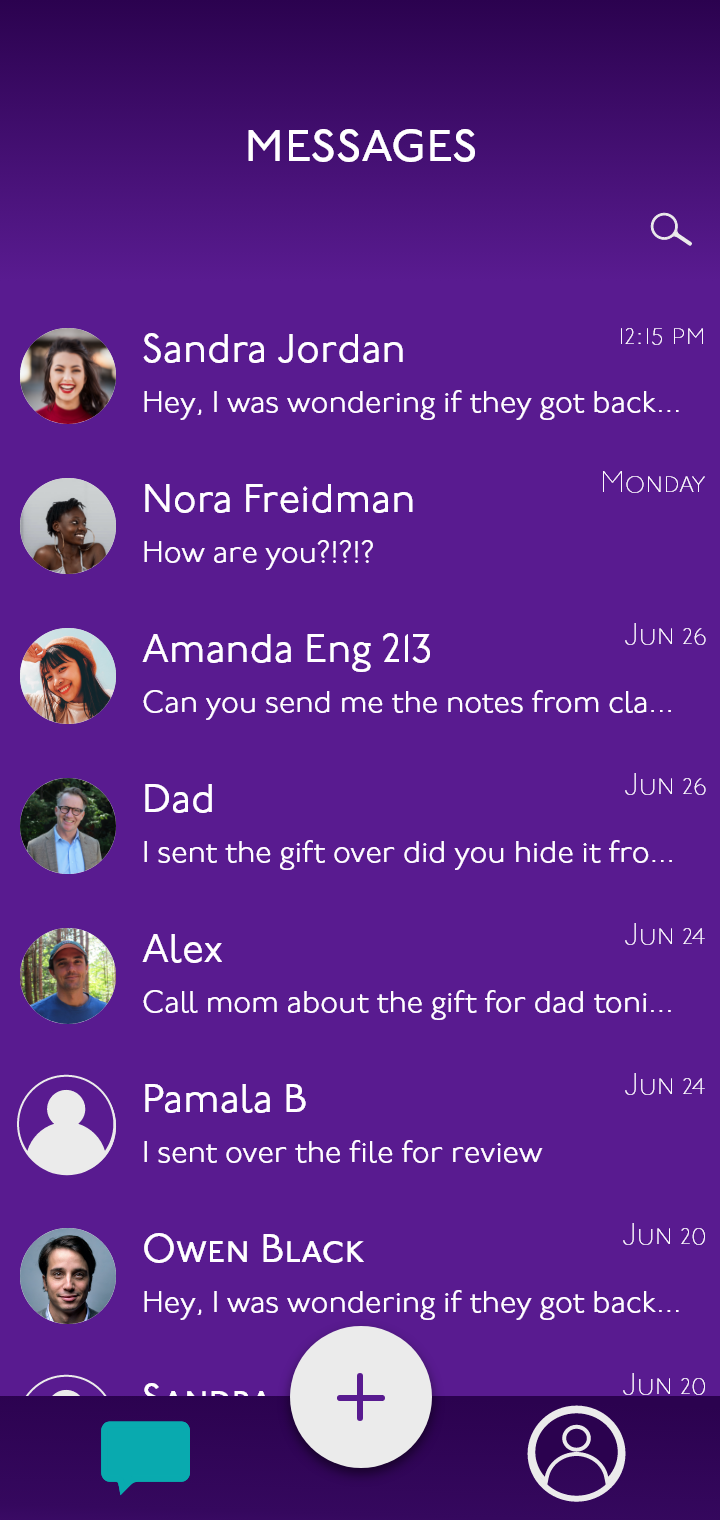 MESSAGES
12:15 PM
Sandra Jordan
Hey, I was wondering if they got back...
Monday
Nora Freidman
How are you?!?!?
Jun 26
Amanda Eng 213
Can you send me the notes from cla...
Jun 26
Dad
I sent the gift over did you hide it fro...
Jun 24
Alex
Call mom about the gift for dad toni...
Jun 24
Pamala B
I sent over the file for review
Jun 20
Owen Black
Hey, I was wondering if they got back...
Jun 20
Sandra